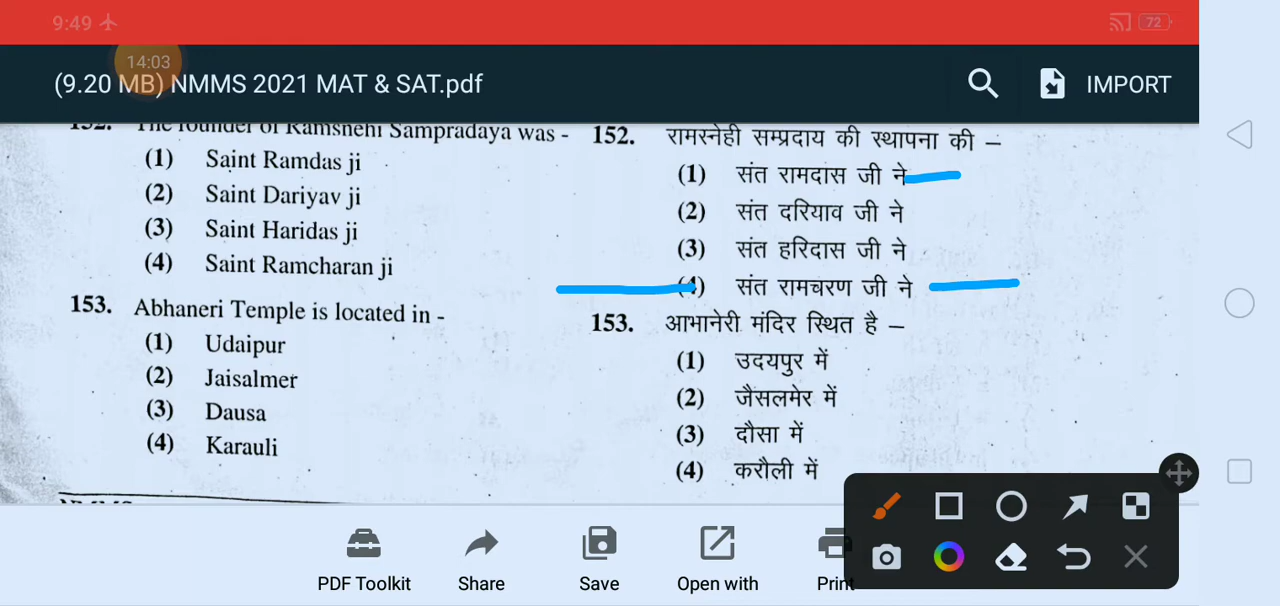 9:49
72
14:03
(9.20 MB) NMMS 2021 MAT & SAT.pdf
IMPORT
152. The founder of Ramsnehi Sampradaya was -
(1) Saint Ramdas ji
(2) Saint Dariyav ji
(3) Saint Haridas ji
(4) Saint Ramcharan ji
153. Abhaneri Temple is located in -
(1) Udaipur
(2) Jaisalmer
(3) Dausa
(4) Karauli
152. रामस्नेही सम्प्रदाय की स्थापना की –
(1) संत रामदास जी ने
(2) संत दरियाव जी ने
(3) संत हरिदास जी ने
(4) संत रामचरण जी ने
153. आभानेरी मंदिर स्थित है –
(1) उदयपुर में
(2) जैसलमेर में
(3) दौसा में
(4) करौली में
PDF Toolkit
Share
Save
Open with
Print